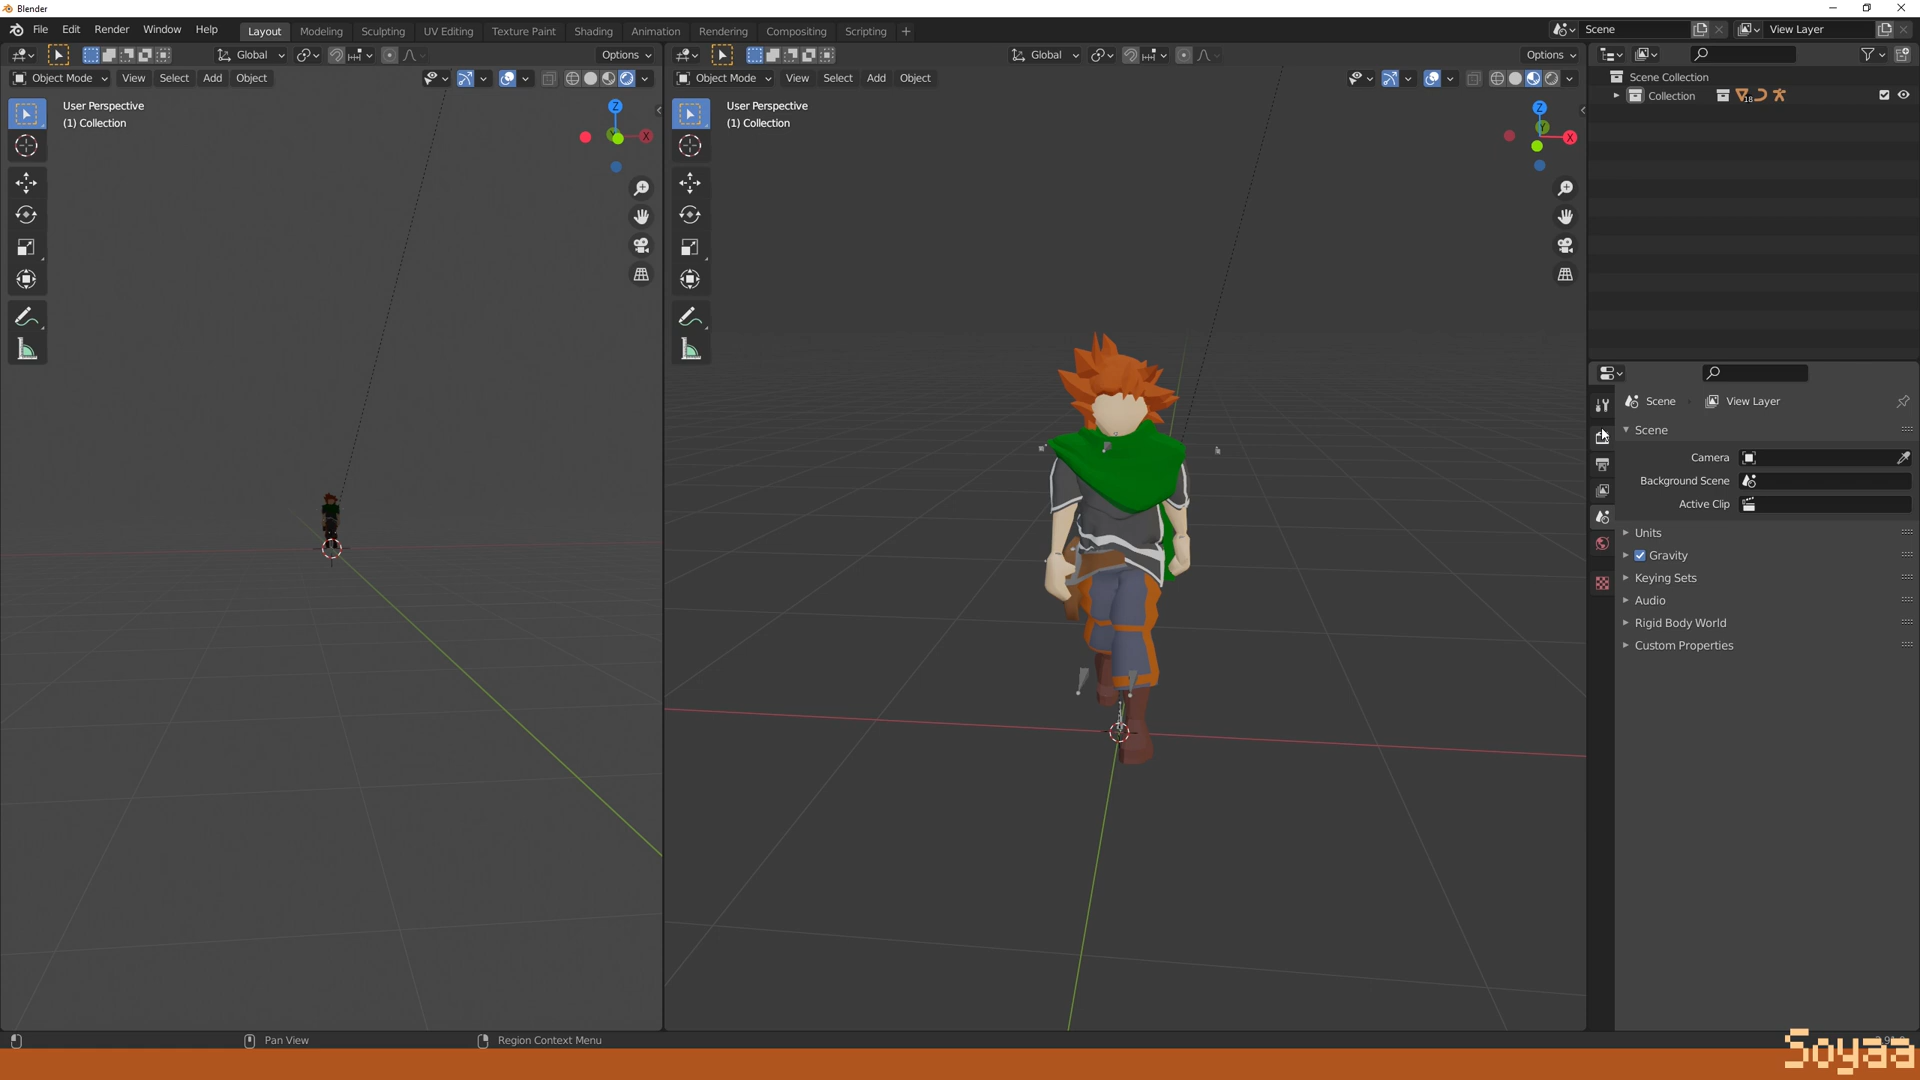 Blender
File Edit Render Window Help Layout Modeling Sculpting UV Editing Texture Paint Shading Animation Rendering Compositing Scripting + Scene View Layer
Global Options
Global Options
Object Mode View Select Add Object
Object Mode View Select Add Object
User Perspective
(1) Collection
Z
X
User Perspective
(1) Collection
Z
Y
X
Scene Collection
Collection 18
Scene View Layer
Scene
Camera
Background Scene
Active Clip
Units
Gravity
Keying Sets
Audio
Rigid Body World
Custom Properties
Pan View Region Context Menu
Soyaa